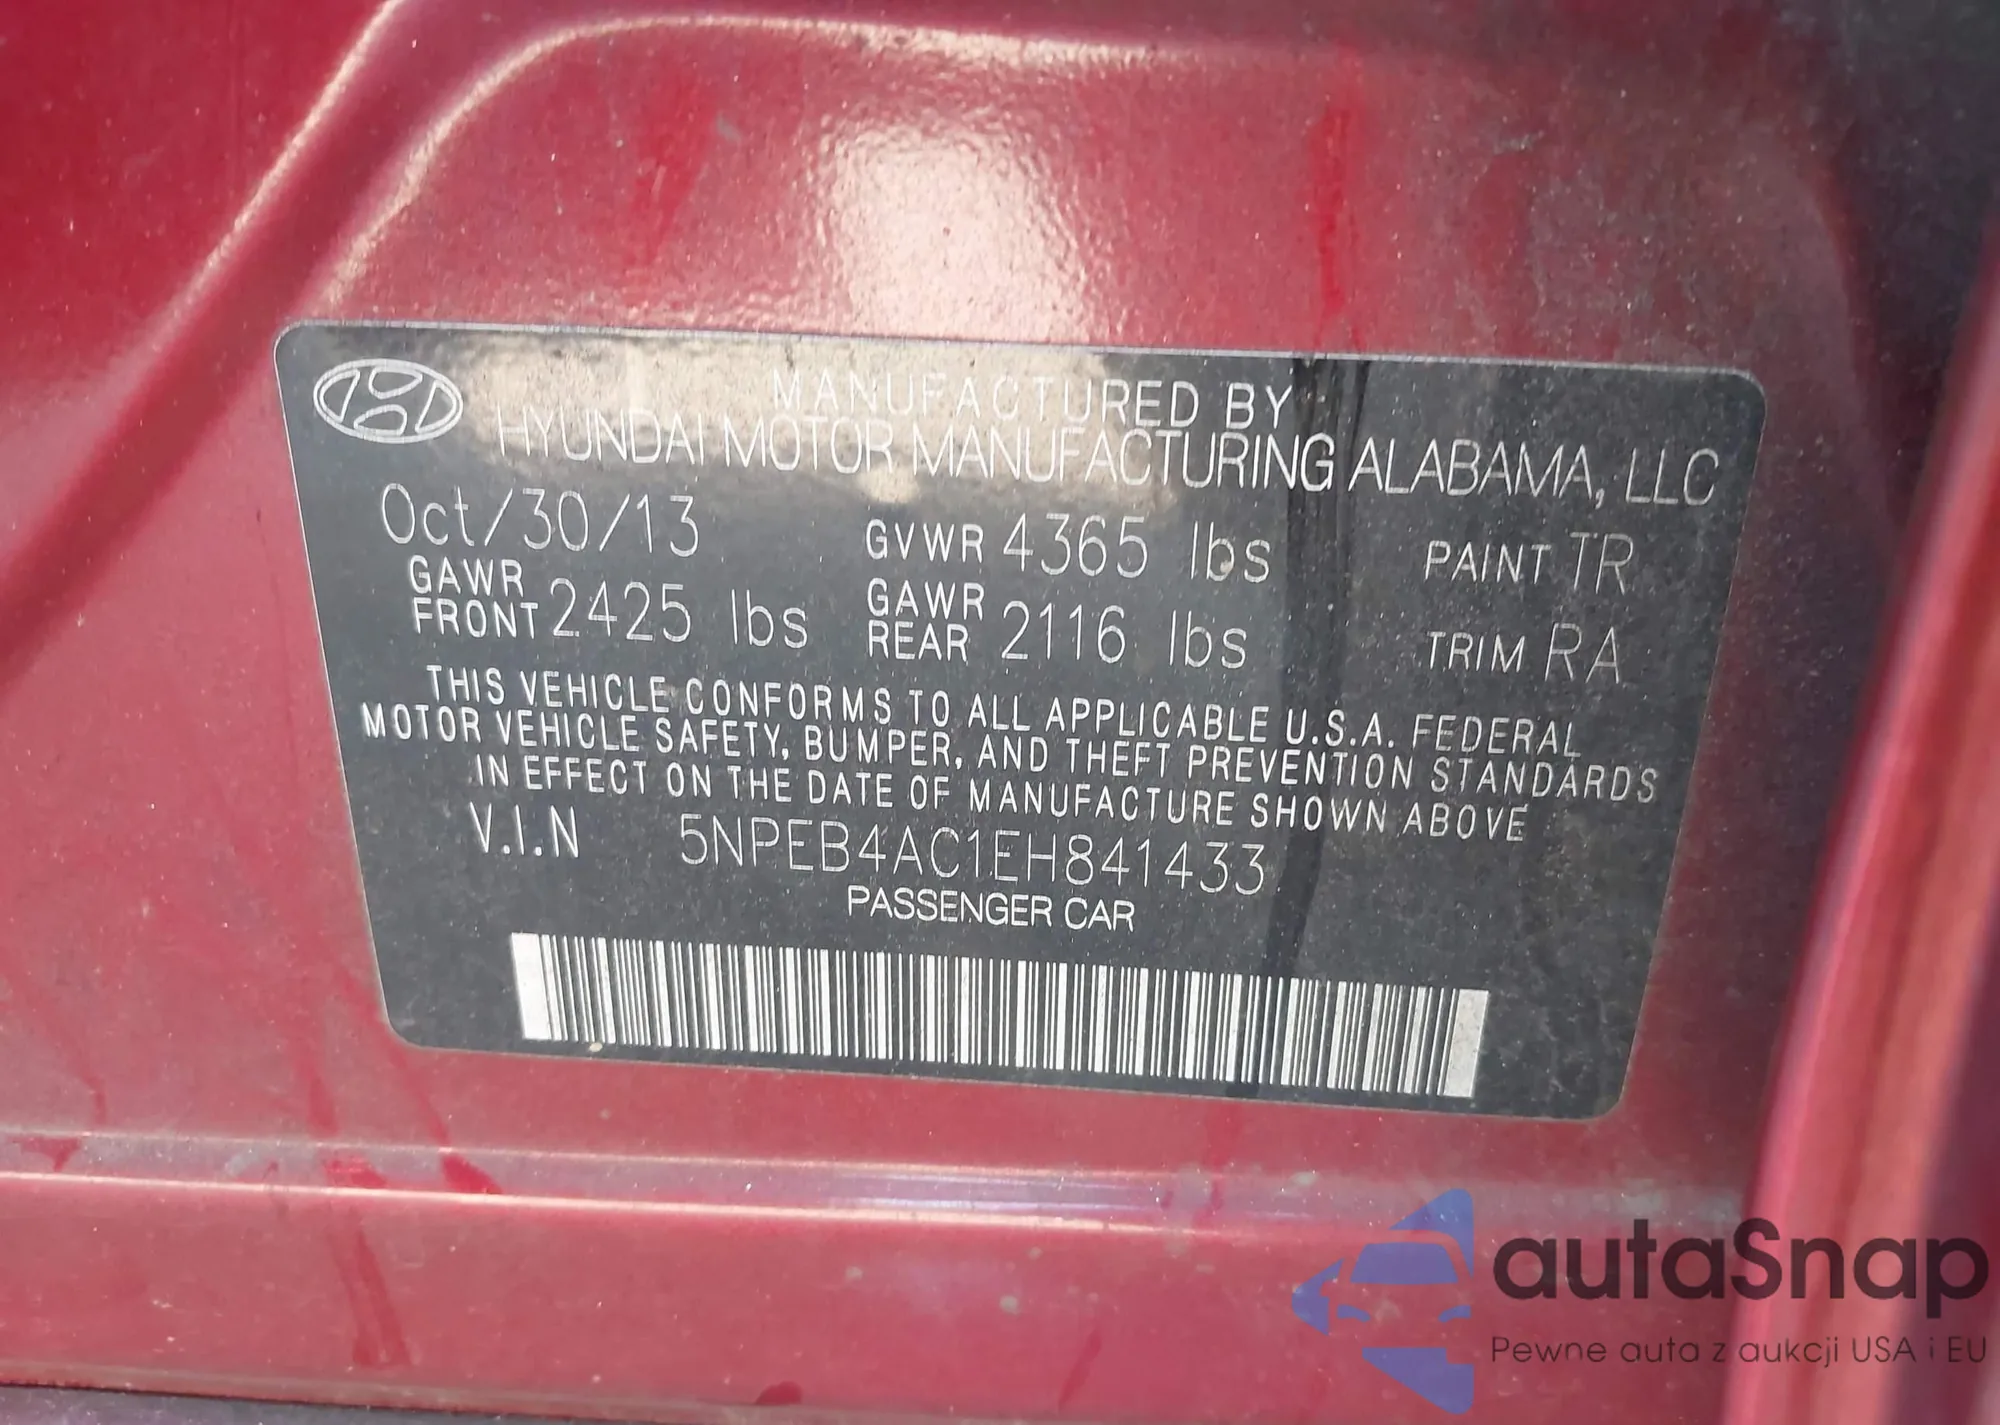 MANUFACTURED BY
HYUNDAI MOTOR MANUFACTURING ALABAMA, LLC
Oct/30/13 GVWR 4365 lbs PAINT TR
GAWR FRONT 2425 lbs GAWR REAR 2116 lbs TRIM RA
THIS VEHICLE CONFORMS TO ALL APPLICABLE U.S.A. FEDERAL
MOTOR VEHICLE SAFETY, BUMPER, AND THEFT PREVENTION STANDARDS
IN EFFECT ON THE DATE OF MANUFACTURE SHOWN ABOVE
V.I.N 5NPEB4AC1EH841433
PASSENGER CAR
autaSnap
Pewne auta z aukcji USA i EU